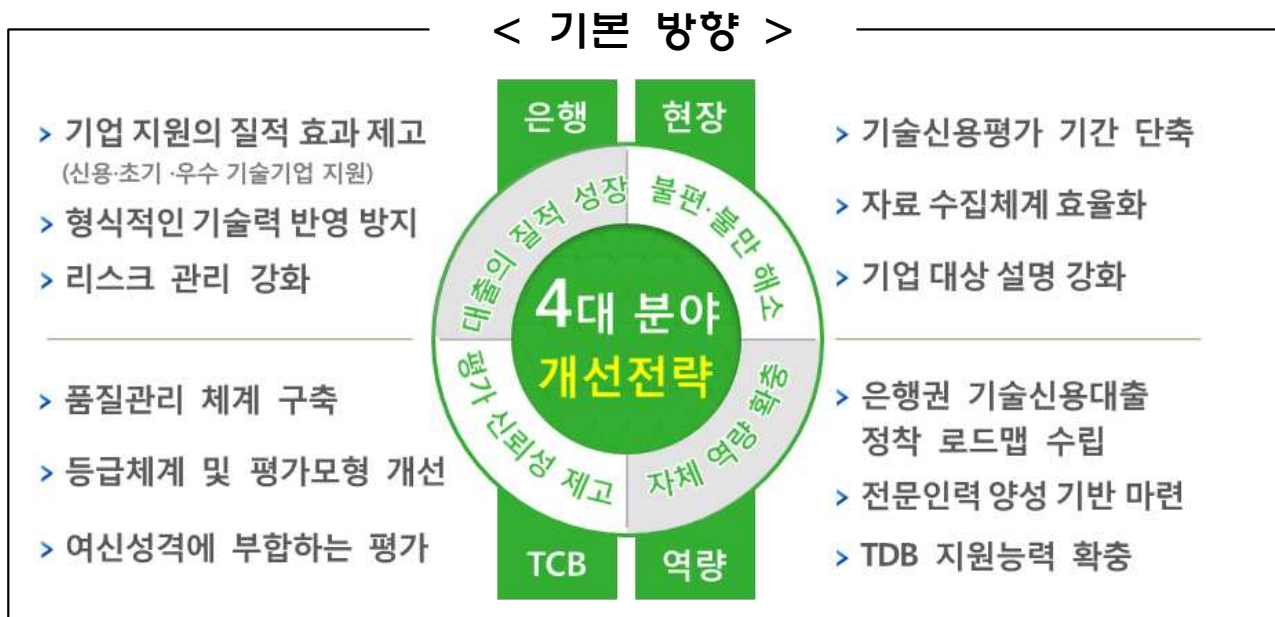 < 기본 방향 >
은행
현장
> 기업 지원의 질적 효과 제고
(신용·초기 ·우수 기술기업 지원)
> 형식적인 기술력 반영 방지
> 리스크 관리 강화
대출의 질적 성장
불편·불만 해소
> 기술신용평가 기간 단축
> 자료 수집체계 효율화
> 기업 대상 설명 강화
4대 분야
개선전략
> 품질관리 체계 구축
> 등급체계 및 평가모형 개선
> 여신성격에 부합하는 평가
평가 신뢰성 제고
자체 역량 확충
> 은행권 기술신용대출
정착 로드맵 수립
> 전문인력 양성 기반 마련
> TDB 지원능력 확충
TCB
역량